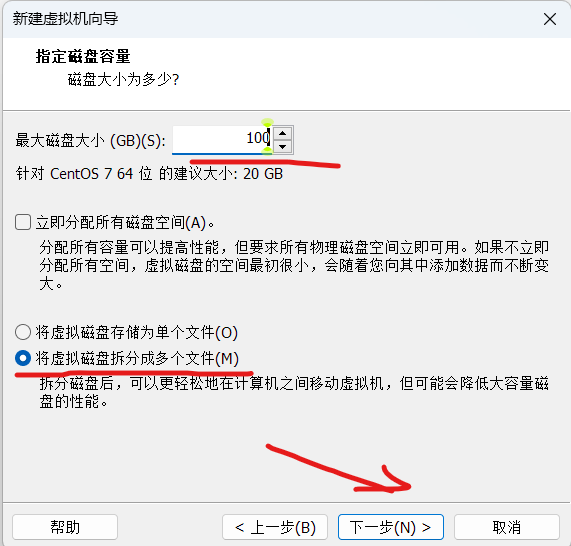 新建虚拟机向导
指定磁盘容量
磁盘大小为多少?
最大磁盘大小 (GB)(S): 100
针对 CentOS 7 64 位 的建议大小: 20 GB
立即分配所有磁盘空间(A)。
分配所有容量可以提高性能，但要求所有物理磁盘空间立即可用。如果不立即
分配所有空间，虚拟磁盘的空间最初很小，会随着您向其中添加数据而不断变
大。
将虚拟磁盘存储为单个文件(O)
将虚拟磁盘拆分成多个文件(M)
拆分磁盘后，可以更轻松地在计算机之间移动虚拟机，但可能会降低大容量磁
盘的性能。
帮助 < 上一步(B) 下一步(N) > 取消